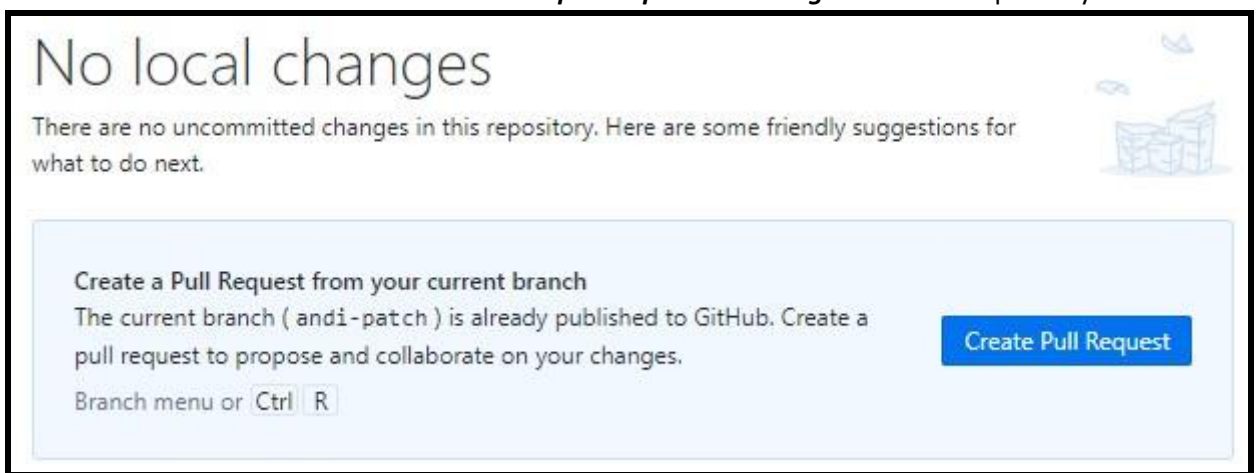 No local changes
There are no uncommitted changes in this repository. Here are some friendly suggestions for
what to do next.
Create a Pull Request from your current branch
The current branch ( andi-patch ) is already published to GitHub. Create a
pull request to propose and collaborate on your changes.
Create Pull Request
Branch menu or Ctrl R